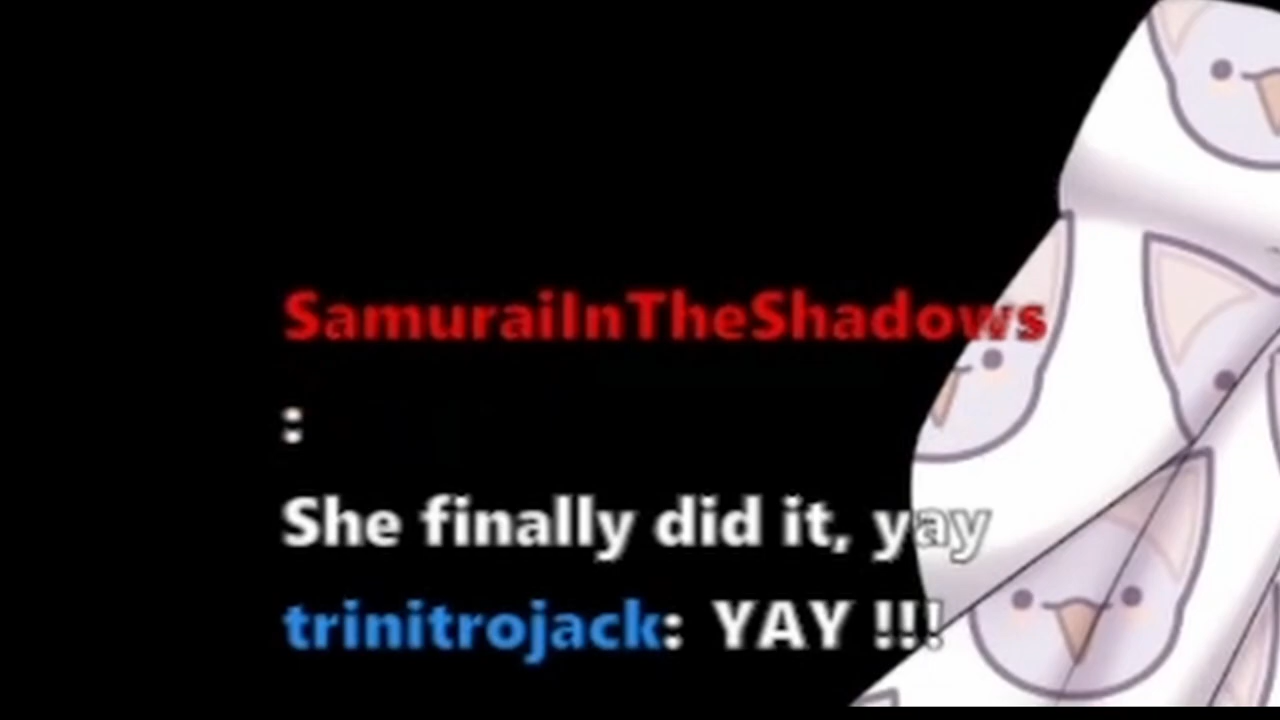 SamuraiInTheShadows
:
She finally did it, yay
trinitrojack: YAY !!!